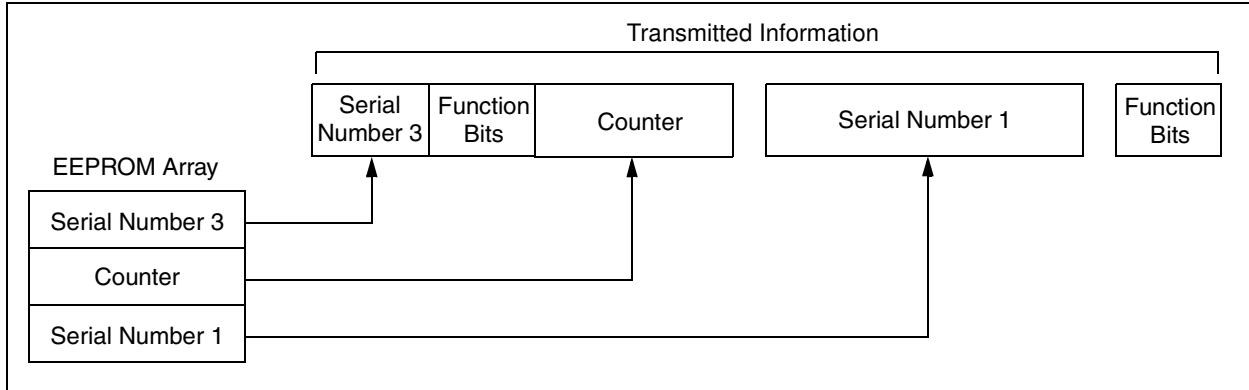 Transmitted Information
Serial
Number 3
Function
Bits
Counter
Serial Number 1
Function
Bits
EEPROM Array
Serial Number 3
Counter
Serial Number 1